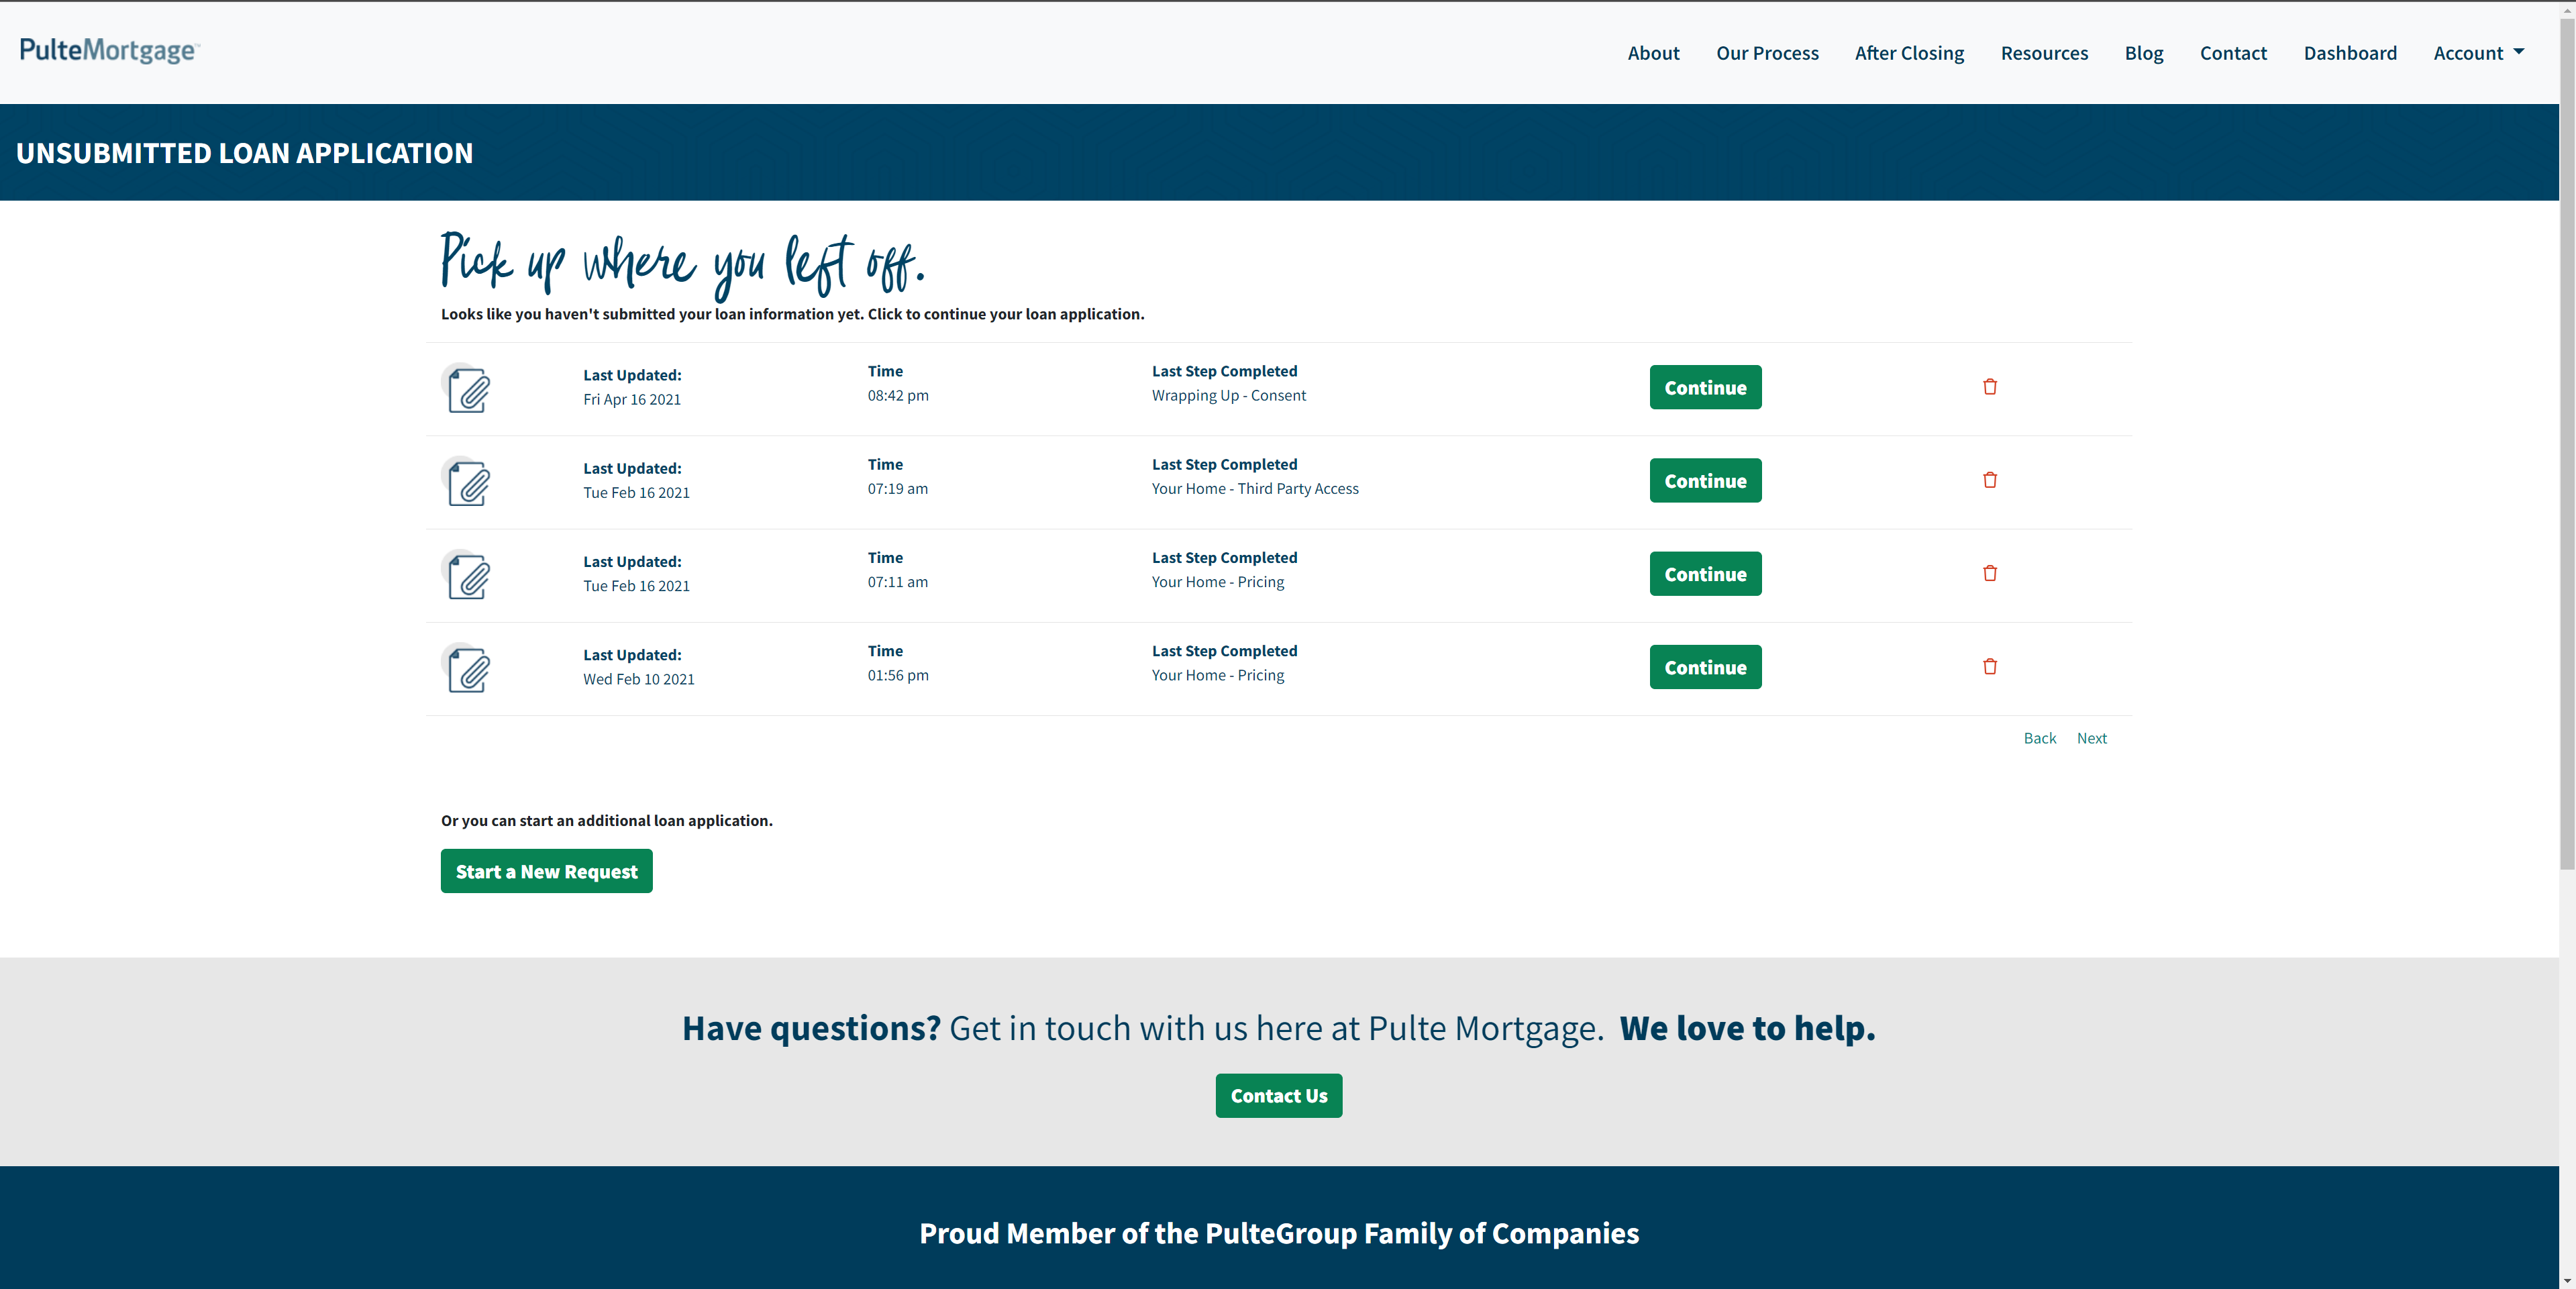 PulteMortgage
About Our Process After Closing Resources Blog Contact Dashboard Account
UNSUBMITTED LOAN APPLICATION
Pick up where you left off.
Looks like you haven't submitted your loan information yet. Click to continue your loan application.
Last Updated: Time Last Step Completed
Fri Apr 16 2021 08:42 pm Wrapping Up - Consent Continue
Last Updated: Time Last Step Completed
Tue Feb 16 2021 07:19 am Your Home - Third Party Access Continue
Last Updated: Time Last Step Completed
Tue Feb 16 2021 07:11 am Your Home - Pricing Continue
Last Updated: Time Last Step Completed
Wed Feb 10 2021 01:56 pm Your Home - Pricing Continue
Back Next
Or you can start an additional loan application.
Start a New Request
Have questions? Get in touch with us here at Pulte Mortgage. We love to help.
Contact Us
Proud Member of the PulteGroup Family of Companies